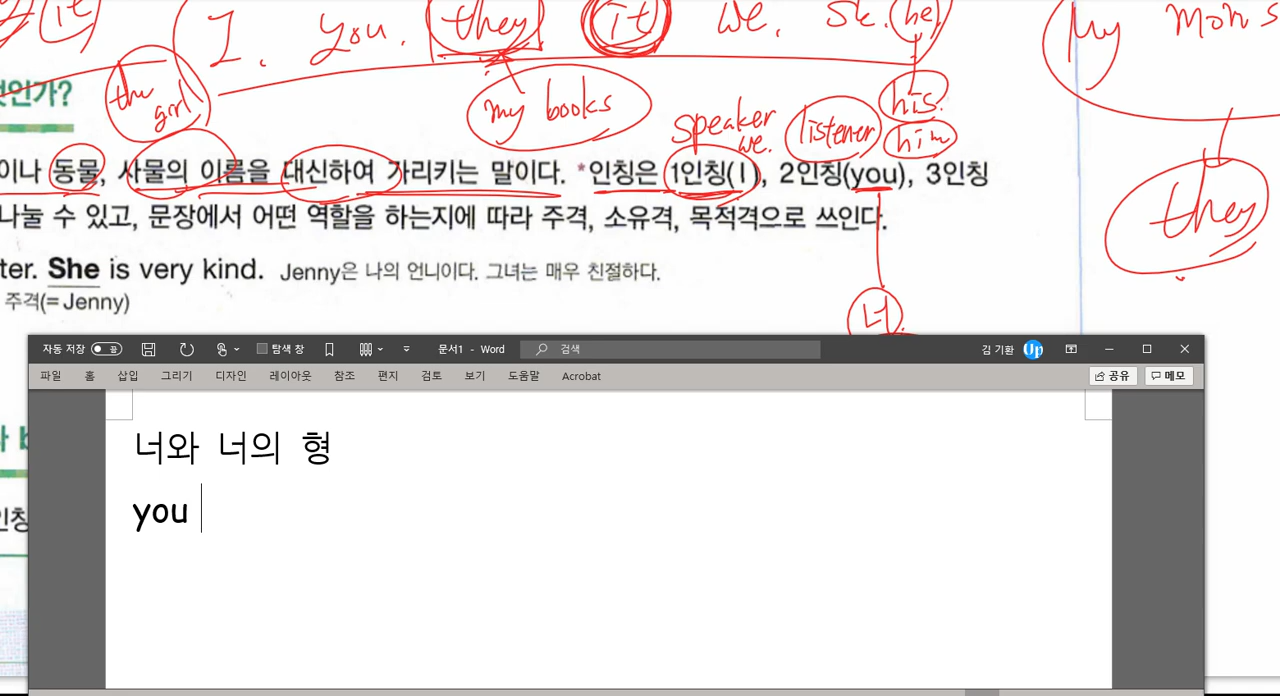 it I. you. they it we. he
My mom's
것인가?
the girl
my books
speaker
we.
listener
his.
him
이나 동물, 사물의 이름을 대신하여 가리키는 말이다. *인칭은 1인칭(I), 2인칭(you), 3인칭
나눌 수 있고, 문장에서 어떤 역할을 하는지에 따라 주격, 소유격, 목적격으로 쓰인다.
they
ter. She is very kind. Jenny은 나의 언니이다. 그녀는 매우 친절하다.
주격(=Jenny)
너.
자동 저장 끔 탐색 창 문서1 - Word 검색 김 기환 Up
파일 홈 삽입 그리기 디자인 레이아웃 참조 편지 검토 보기 도움말 Acrobat 공유 메모
너와 너의 형
you
인칭